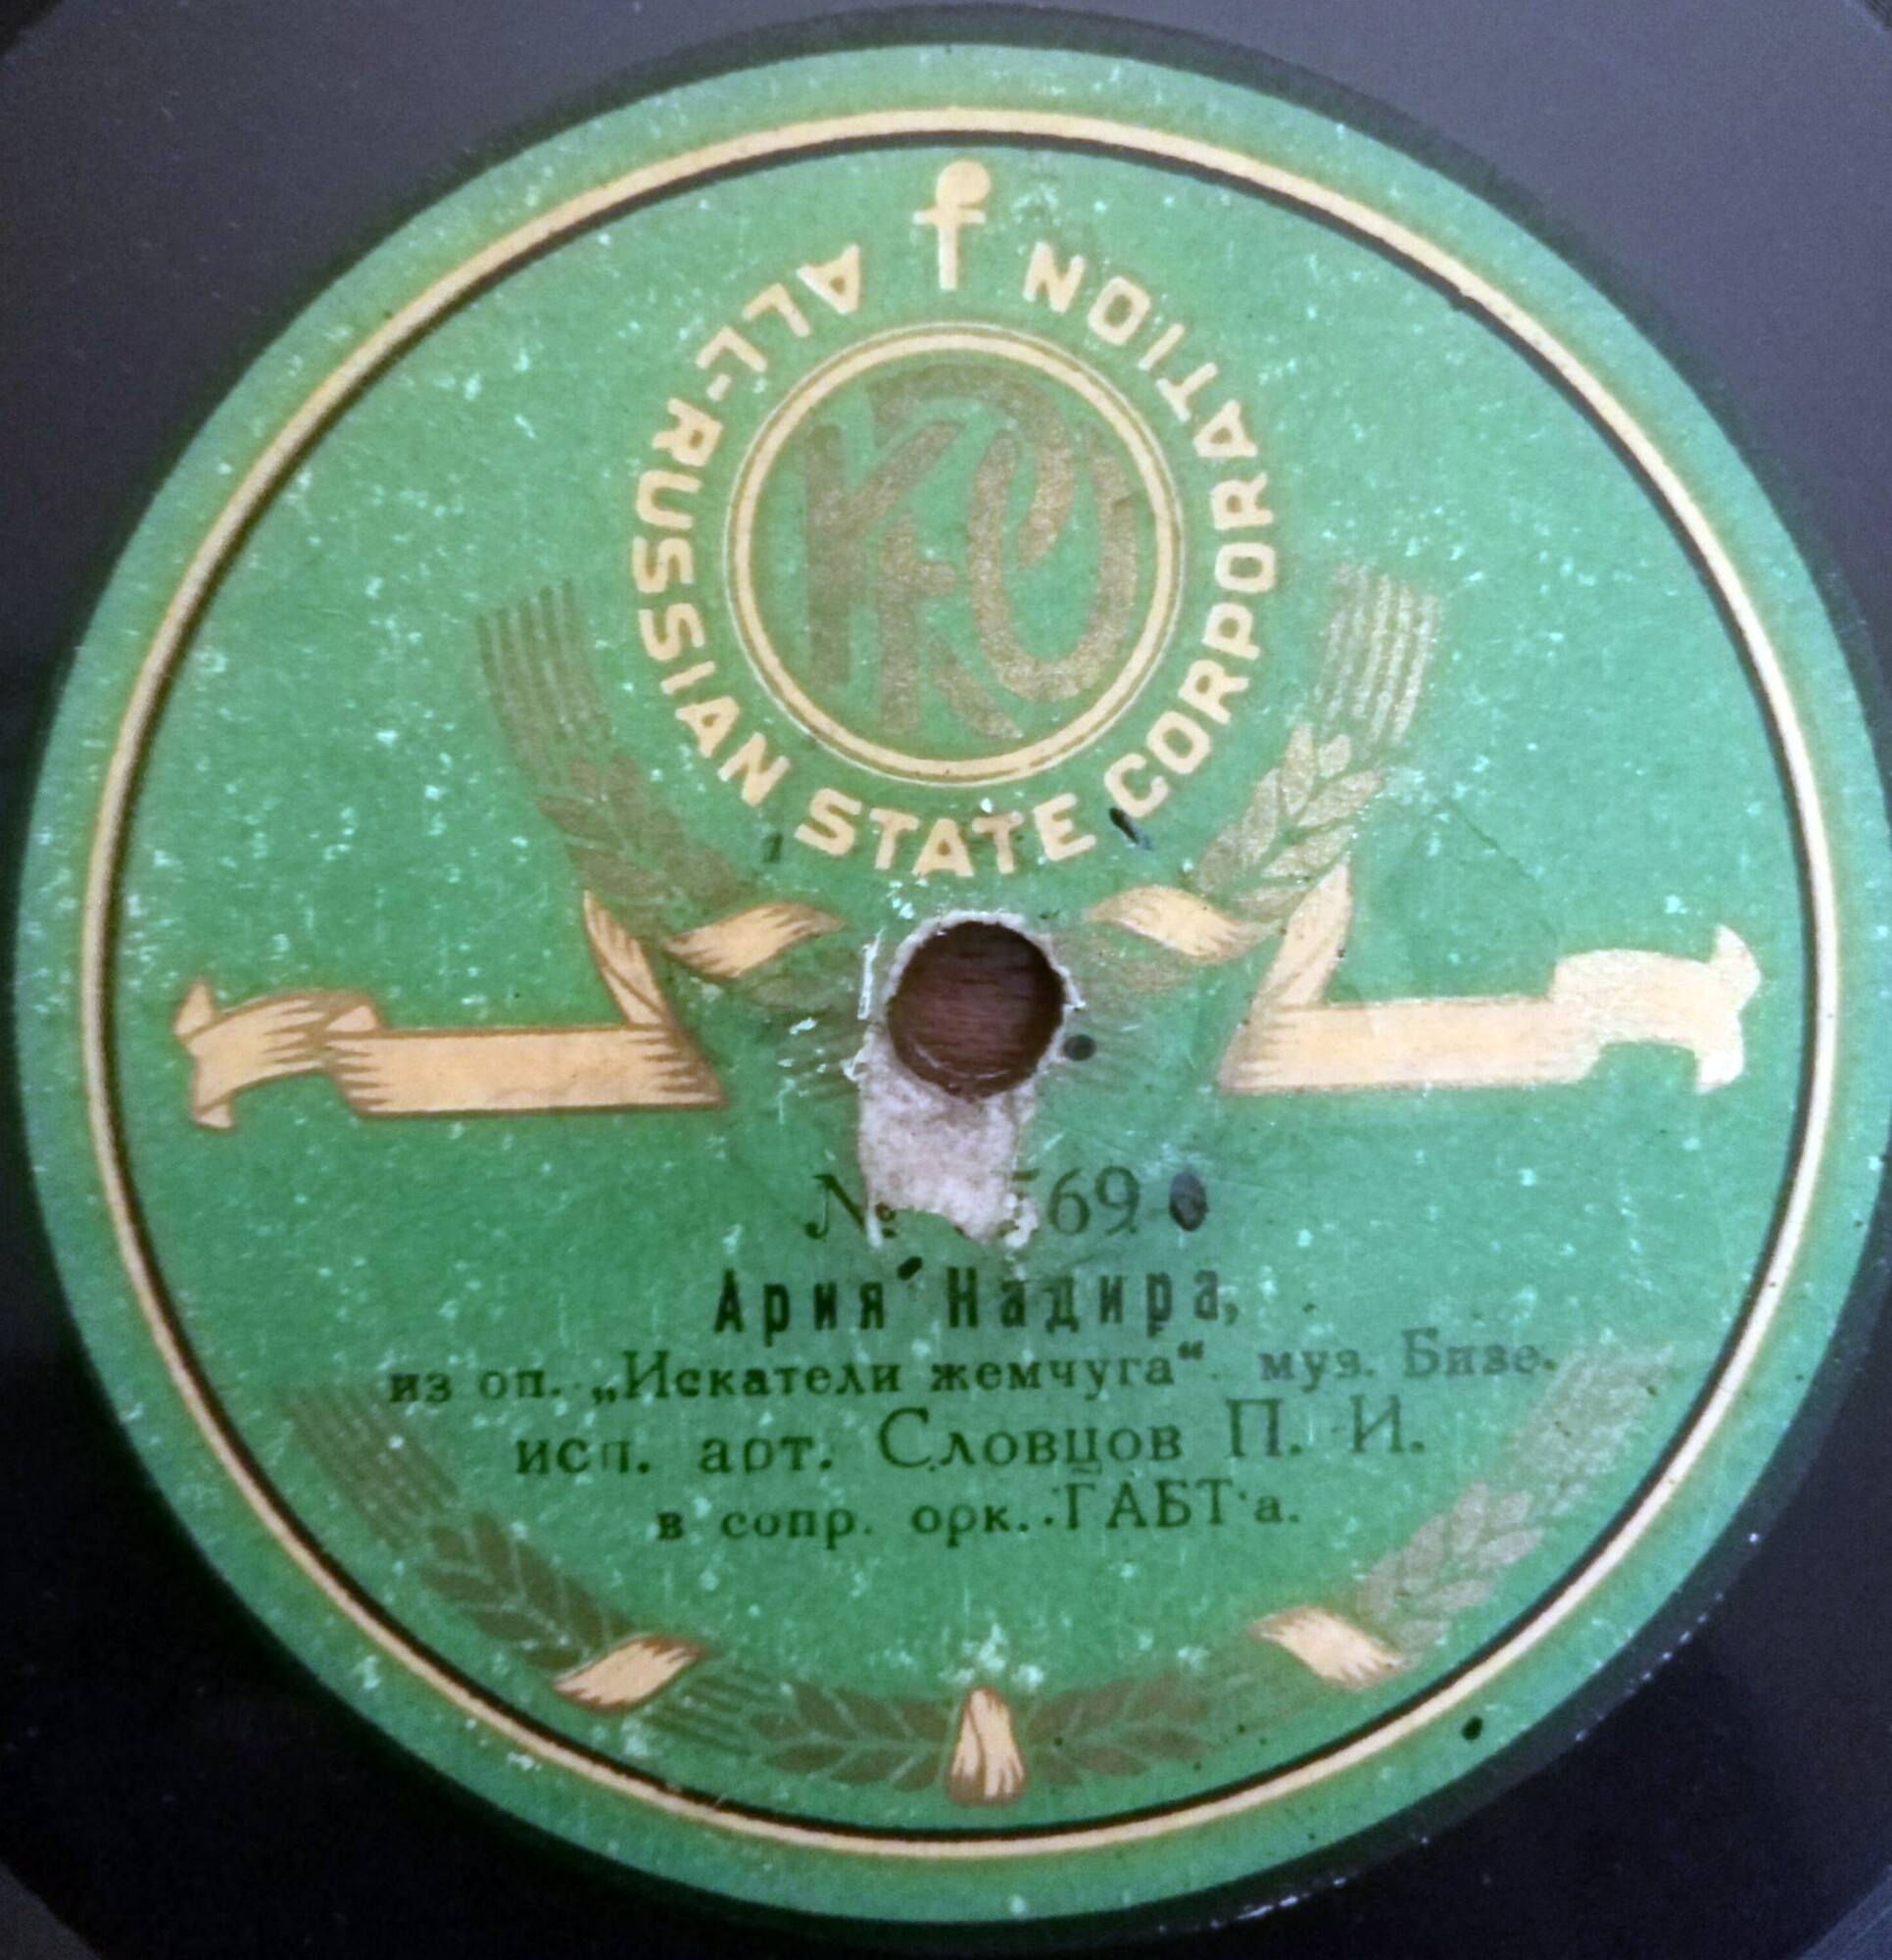 ALL-RUSSIAN STATE CORPORATION
№ 569
Ария Надира,
из оп. „Искатели жемчуга“ муз. Бизе.
исп. арт. Словцов П. И.
в сопр. орк. ГАБТ'а.